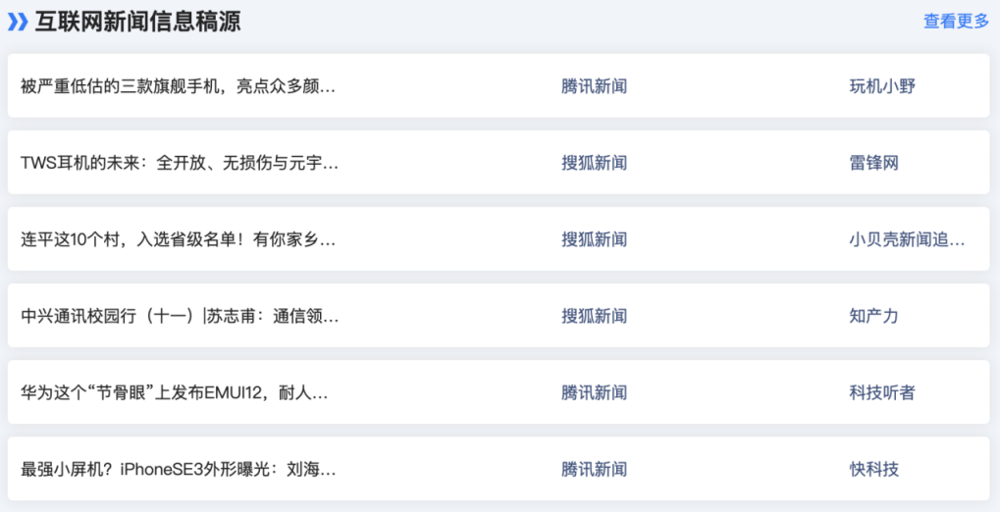 互联网新闻信息稿源 查看更多
被严重低估的三款旗舰手机，亮点众多颜... 腾讯新闻 玩机小野
TWS耳机的未来：全开放、无损伤与元宇... 搜狐新闻 雷锋网
连平这10个村，入选省级名单！有你家乡... 搜狐新闻 小贝壳新闻追...
中兴通讯校园行（十一）|苏志甫：通信领... 搜狐新闻 知产力
华为这个“节骨眼”上发布EMUI12，耐人... 腾讯新闻 科技听者
最强小屏机？iPhoneSE3外形曝光：刘海... 腾讯新闻 快科技